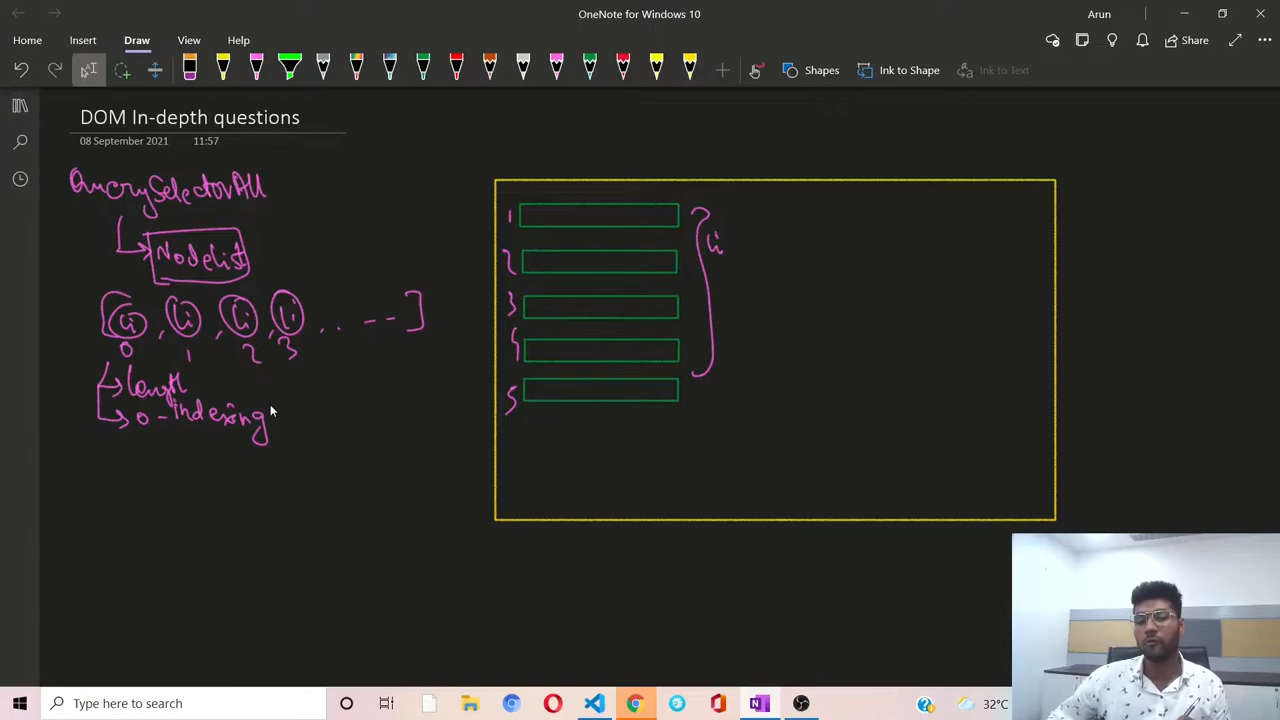 OneNote for Windows 10
Arun
Home Insert Draw View Help
Share
Shapes
Ink to Shape
Ink to Text
DOM In-depth questions
08 September 2021 11:57
QuerySelectorAll
Nodelist
[li, li, li, li .. --]
0 1 2 3
length
0-indexing
1
2
3
4
5
li
Type here to search
32°C